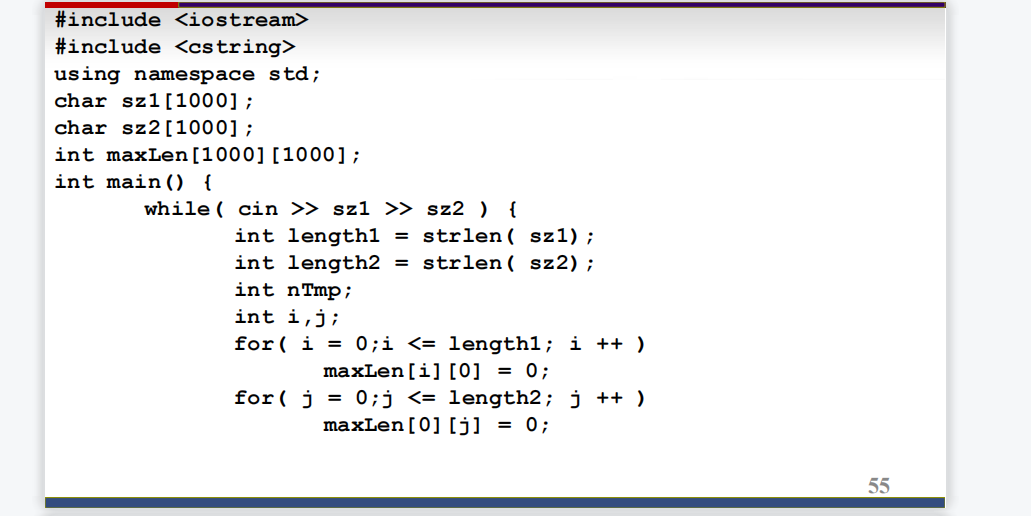 #include <iostream>
#include <cstring>
using namespace std;
char sz1[1000];
char sz2[1000];
int maxLen[1000][1000];
int main() {
while( cin >> sz1 >> sz2 ) {
int length1 = strlen( sz1);
int length2 = strlen( sz2);
int nTmp;
int i,j;
for( i = 0;i <= length1; i ++ )
maxLen[i][0] = 0;
for( j = 0;j <= length2; j ++ )
maxLen[0][j] = 0;
55